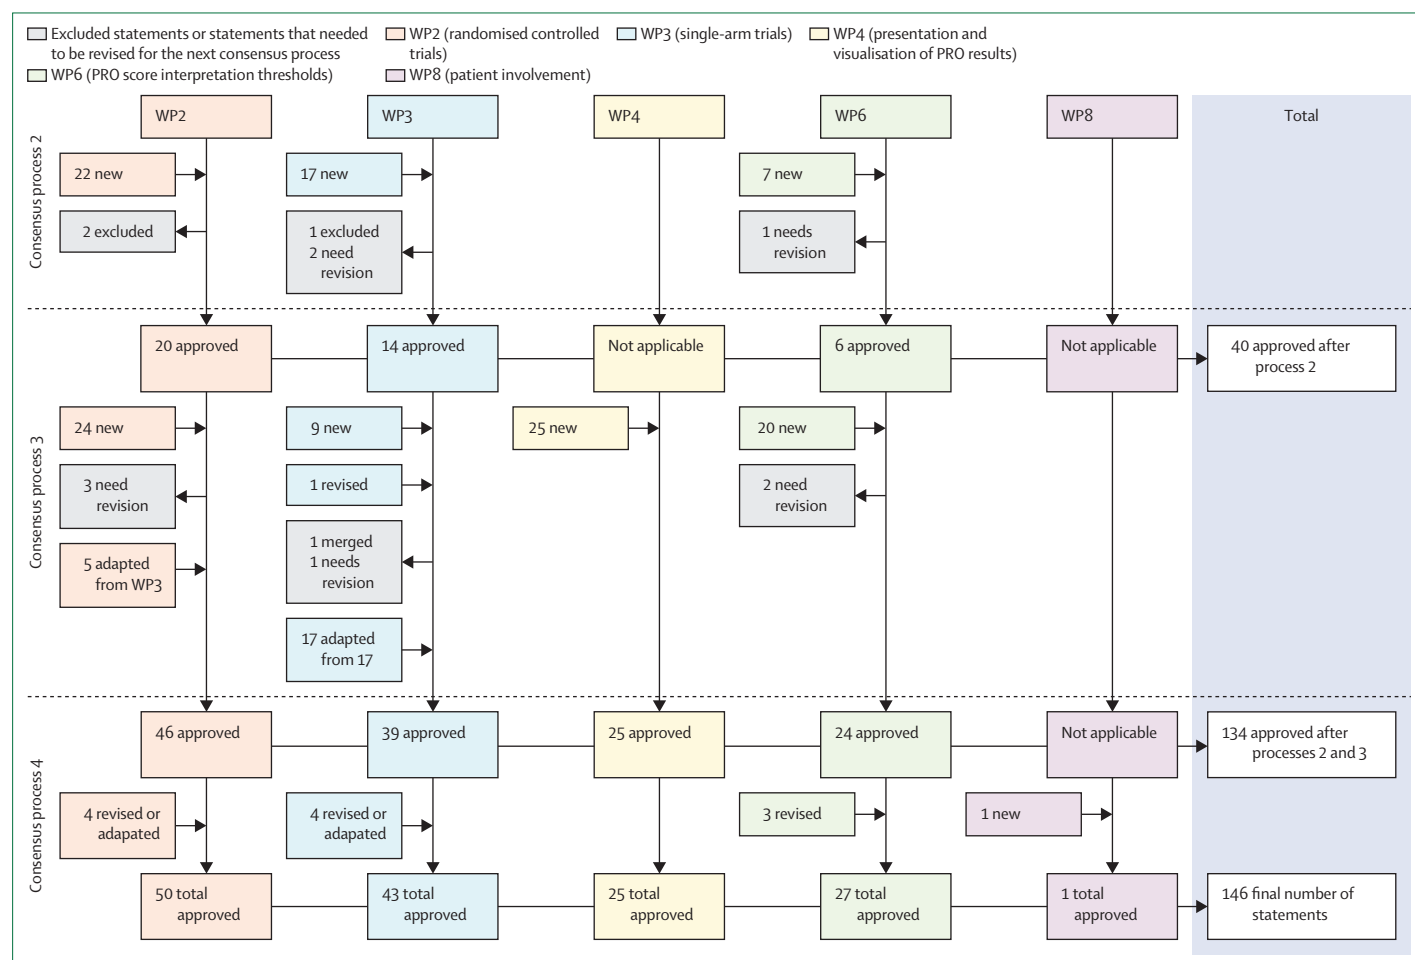 Excluded statements or statements that needed
to be revised for the next consensus process
WP2 (randomised controlled
trials)
WP3 (single-arm trials)
WP4 (presentation and
visualisation of PRO results)
WP6 (PRO score interpretation thresholds)
WP8 (patient involvement)
Consensus process 2
WP2
WP3
WP4
WP6
WP8
Total
22 new
17 new
7 new
2 excluded
1 excluded
2 need
revision
1 needs
revision
Consensus process 3
20 approved
14 approved
Not applicable
6 approved
Not applicable
40 approved after
process 2
24 new
9 new
25 new
20 new
3 need
revision
1 revised
2 need
revision
5 adapted
from WP3
1 merged
1 needs
revision
17 adapted
from 17
Consensus process 4
46 approved
39 approved
25 approved
24 approved
Not applicable
134 approved after
processes 2 and 3
4 revised or
adapated
4 revised or
adapated
3 revised
1 new
50 total
approved
43 total
approved
25 total
approved
27 total
approved
1 total
approved
146 final number of
statements